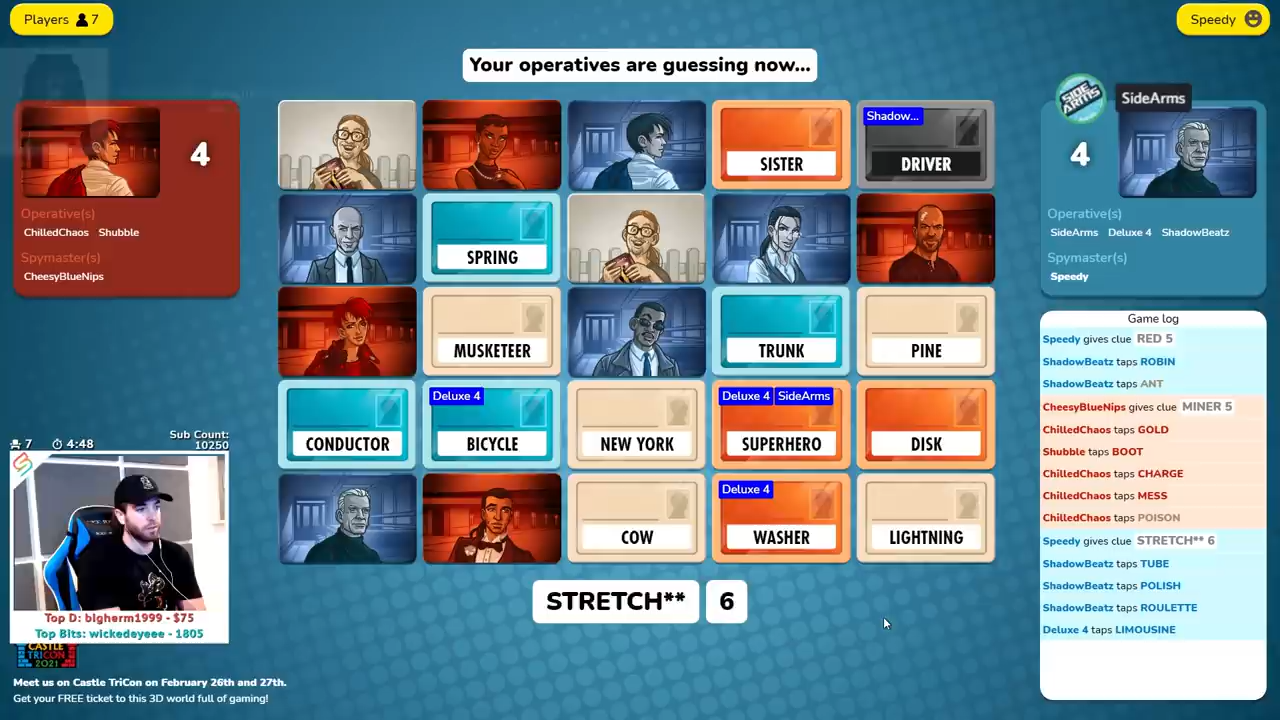 Players 7
Speedy
Your operatives are guessing now...
4
Operative(s)
ChilledChaos Shubble
Spymaster(s)
CheesyBlueNips
SISTER
Shadow...
DRIVER
SPRING
MUSKETEER
TRUNK
PINE
CONDUCTOR
Deluxe 4
BICYCLE
NEW YORK
Deluxe 4 SideArms
SUPERHERO
DISK
COW
Deluxe 4
WASHER
LIGHTNING
STRETCH** 6
SIDE ARMS
SideArms
4
Operative(s)
SideArms Deluxe 4 ShadowBeatz
Spymaster(s)
Speedy
Game log
Speedy gives clue RED 5
ShadowBeatz taps ROBIN
ShadowBeatz taps ANT
CheesyBlueNips gives clue MINER 5
ChilledChaos taps GOLD
Shubble taps BOOT
ChilledChaos taps CHARGE
ChilledChaos taps MESS
ChilledChaos taps POISON
Speedy gives clue STRETCH** 6
ShadowBeatz taps TUBE
ShadowBeatz taps POLISH
ShadowBeatz taps ROULETTE
Deluxe 4 taps LIMOUSINE
7 4:48
Sub Count:
10250
Top D: bigherm1999 - $75
Top Bits: wickedyeee - 1805
CASTLE
TRICON
2021
Meet us on Castle TriCon on February 26th and 27th.
Get your FREE ticket to this 3D world full of gaming!